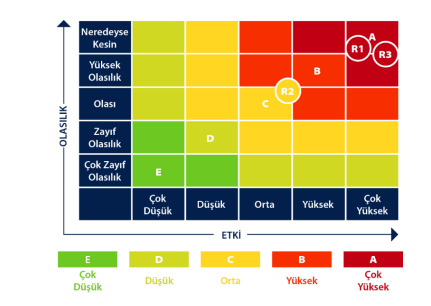 Neredeyse
Kesin
A
R1
R3
Yüksek
Olasılık
B
R2
Olası
C
Zayıf
Olasılık
D
Çok Zayıf
Olasılık
E
OLASILIK
Çok
Düşük
Düşük
Orta
Yüksek
Çok
Yüksek
ETKİ
E
D
C
B
A
Çok
Düşük
Düşük
Orta
Yüksek
Çok
Yüksek